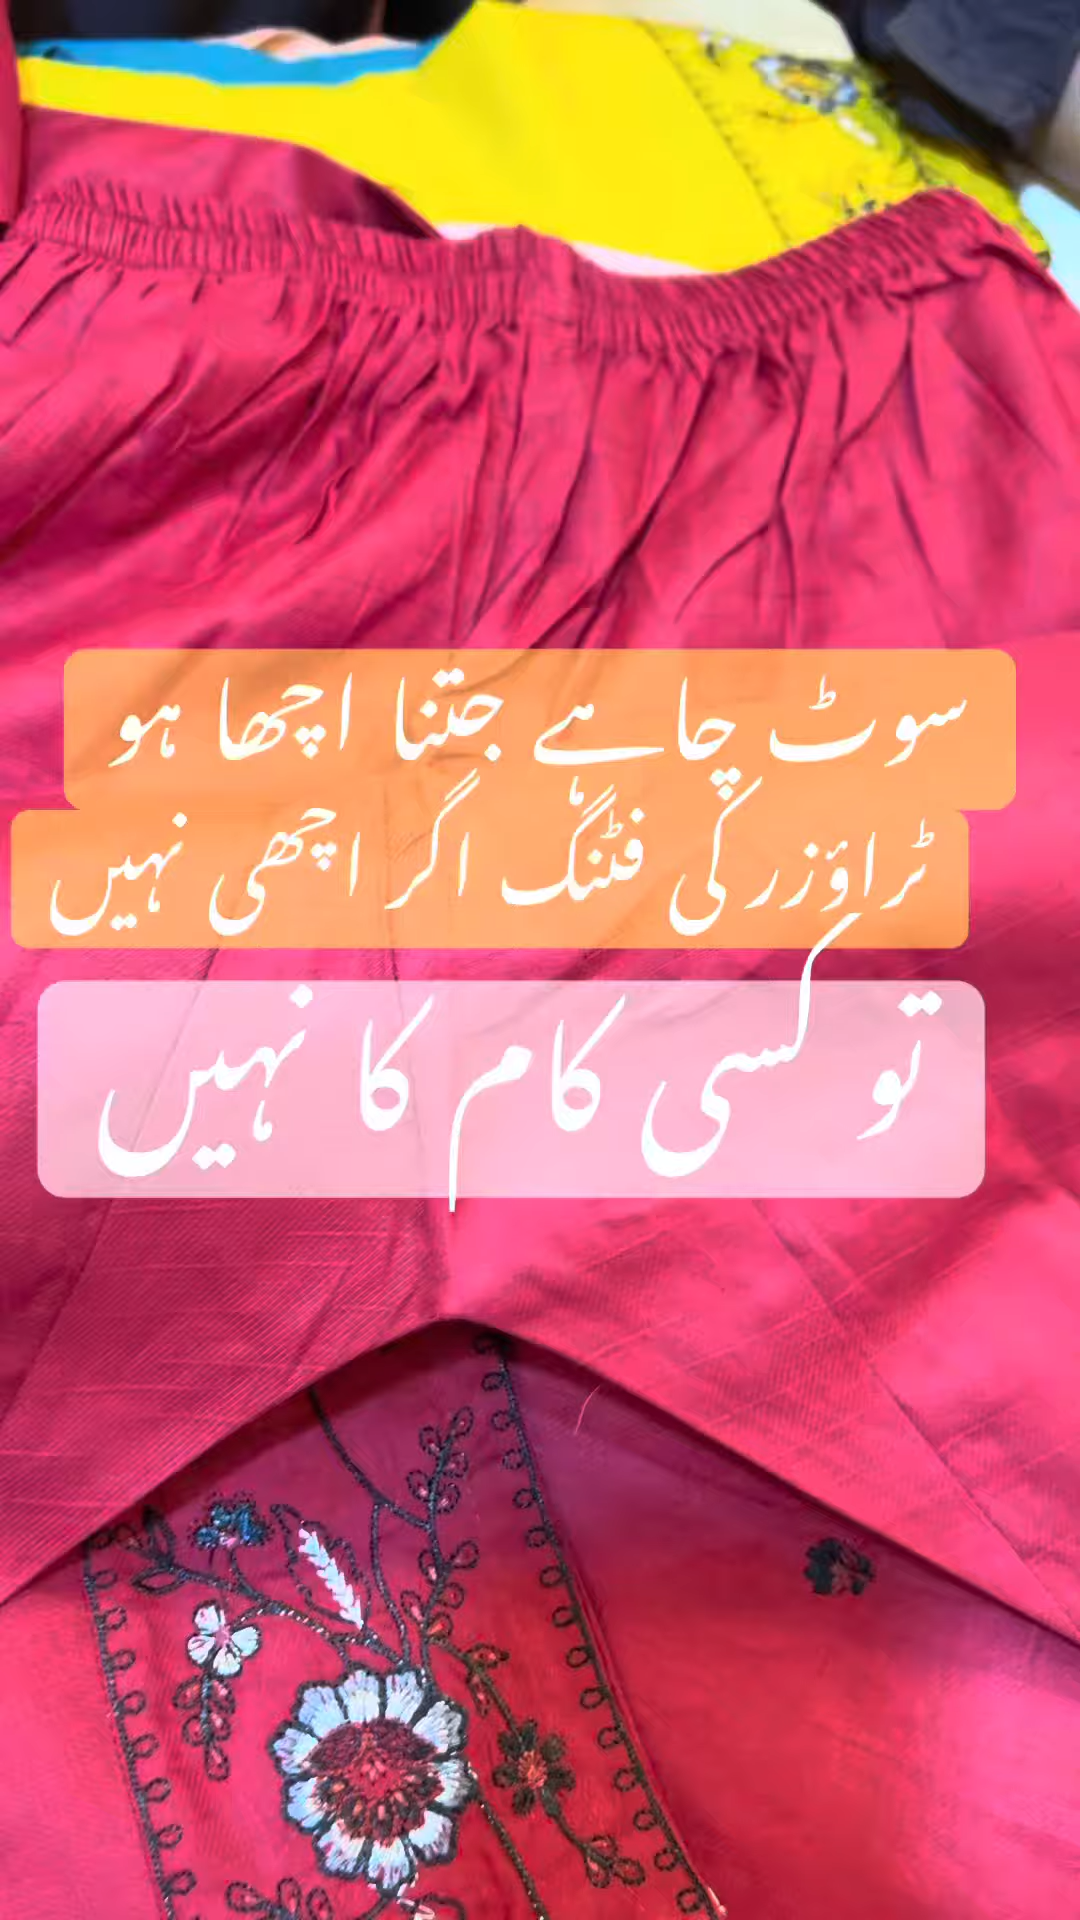 سوٹ چاہے جتنا اچھا ہو
ٹراؤزر کی فٹنگ اگر اچھی نہیں
تو کسی کام کا نہیں